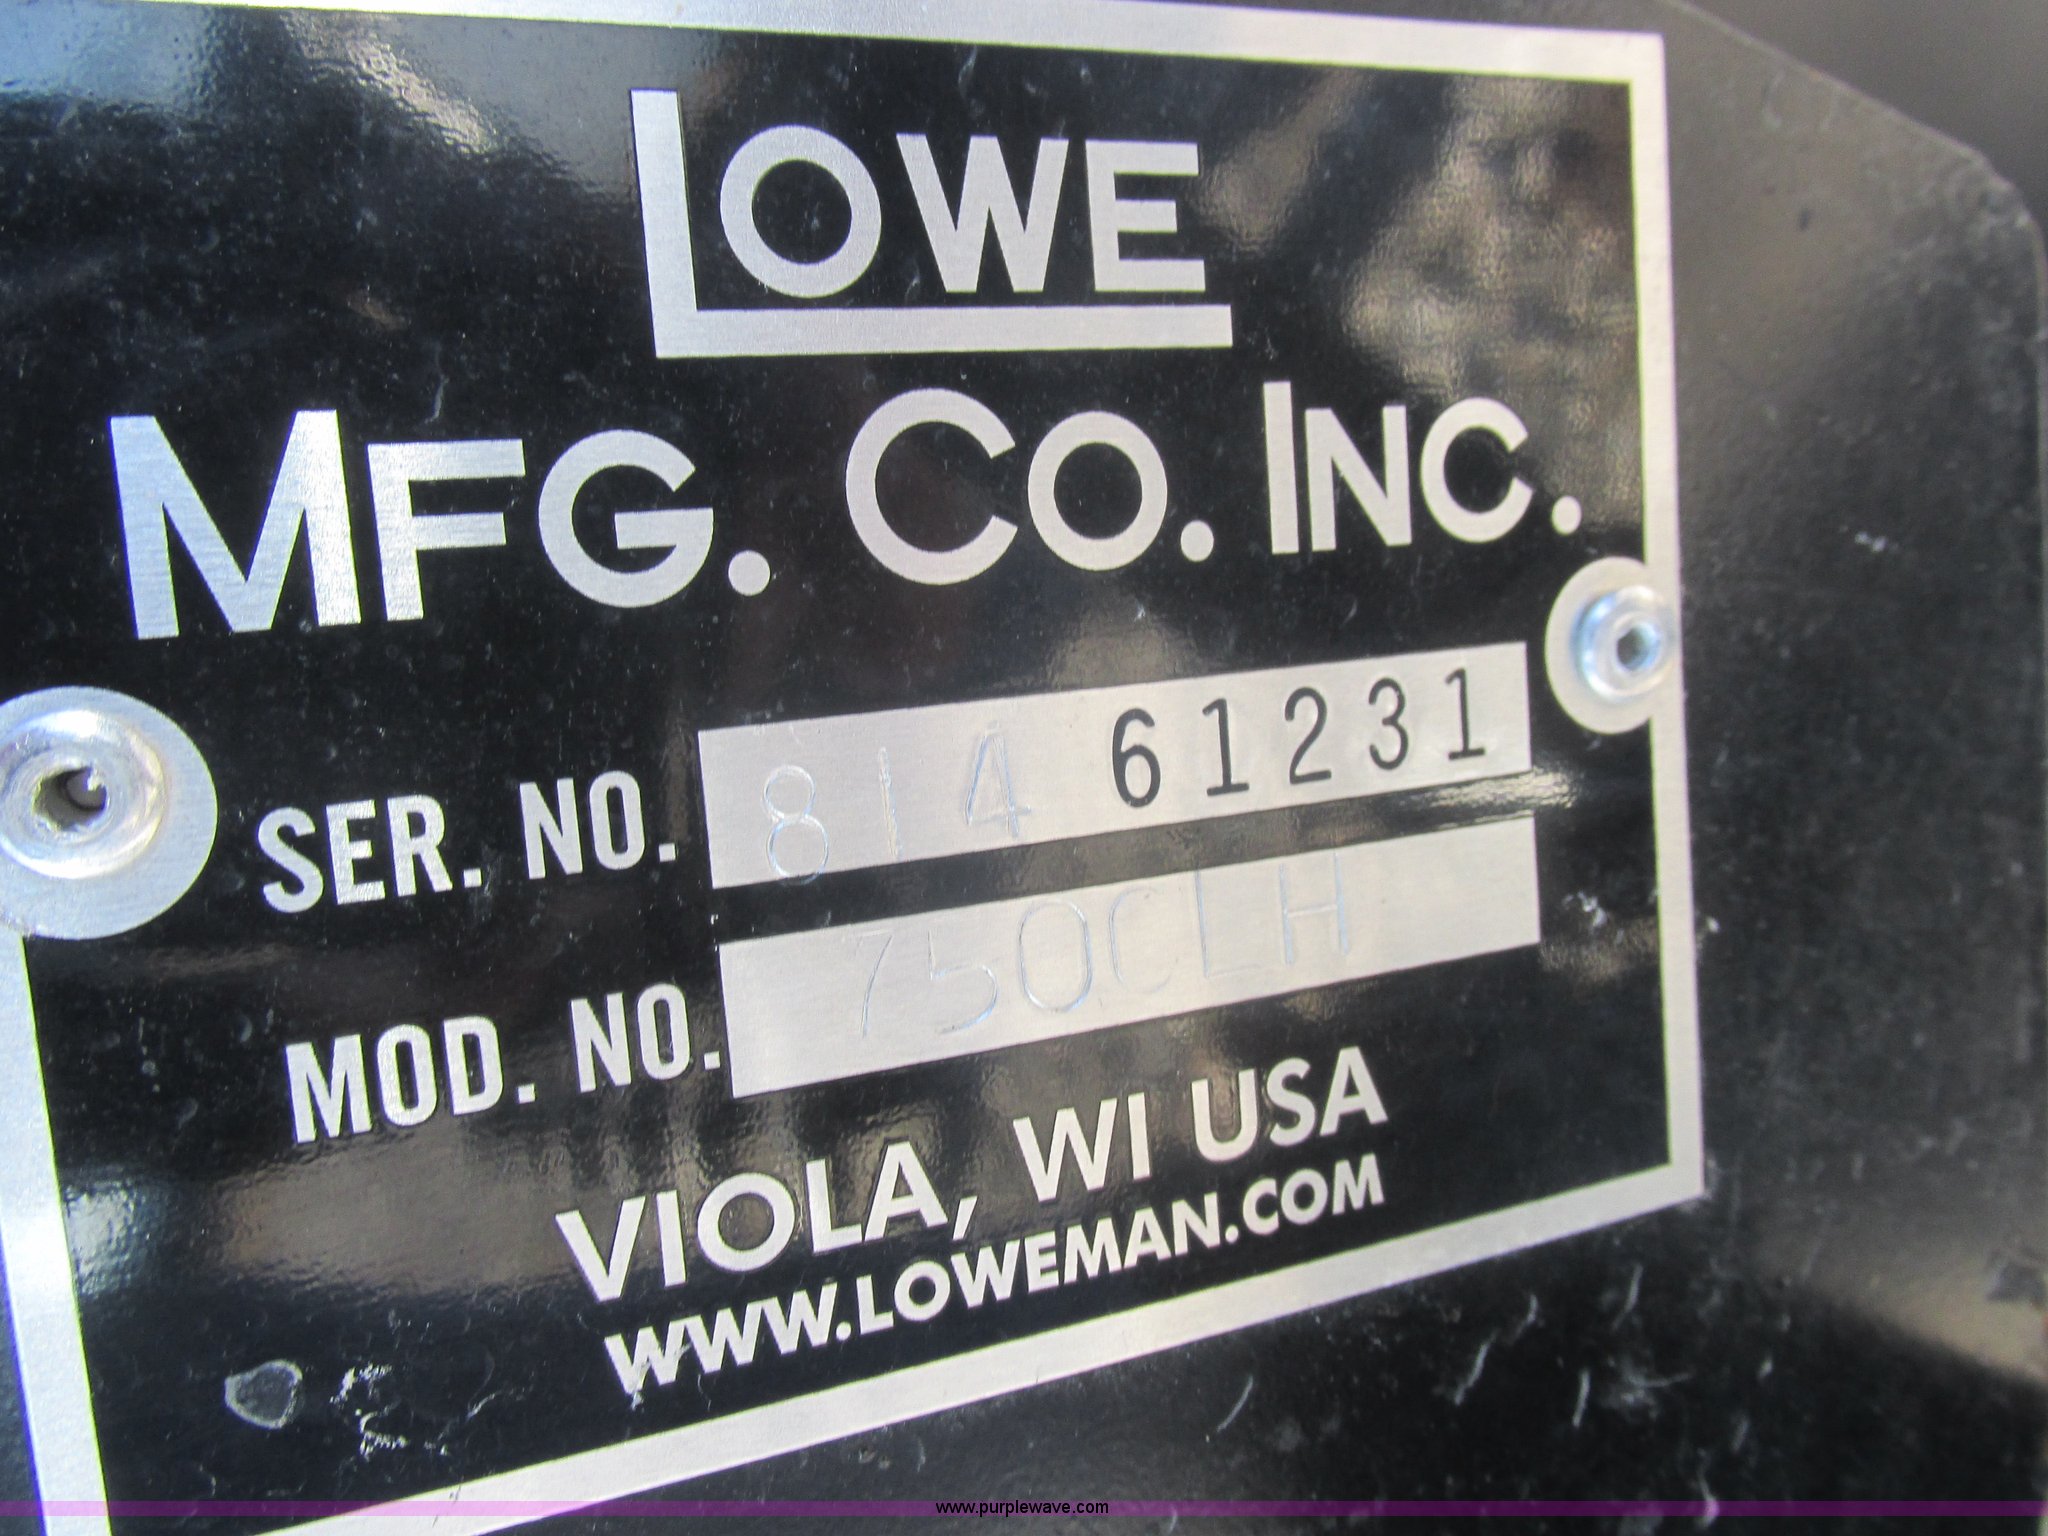 LOWE
MFG. CO. INC.
SER. NO. 814 61231
MOD. NO. 750CLH
VIOLA, WI USA
WWW.LOWEMAN.COM
www.purplewave.com